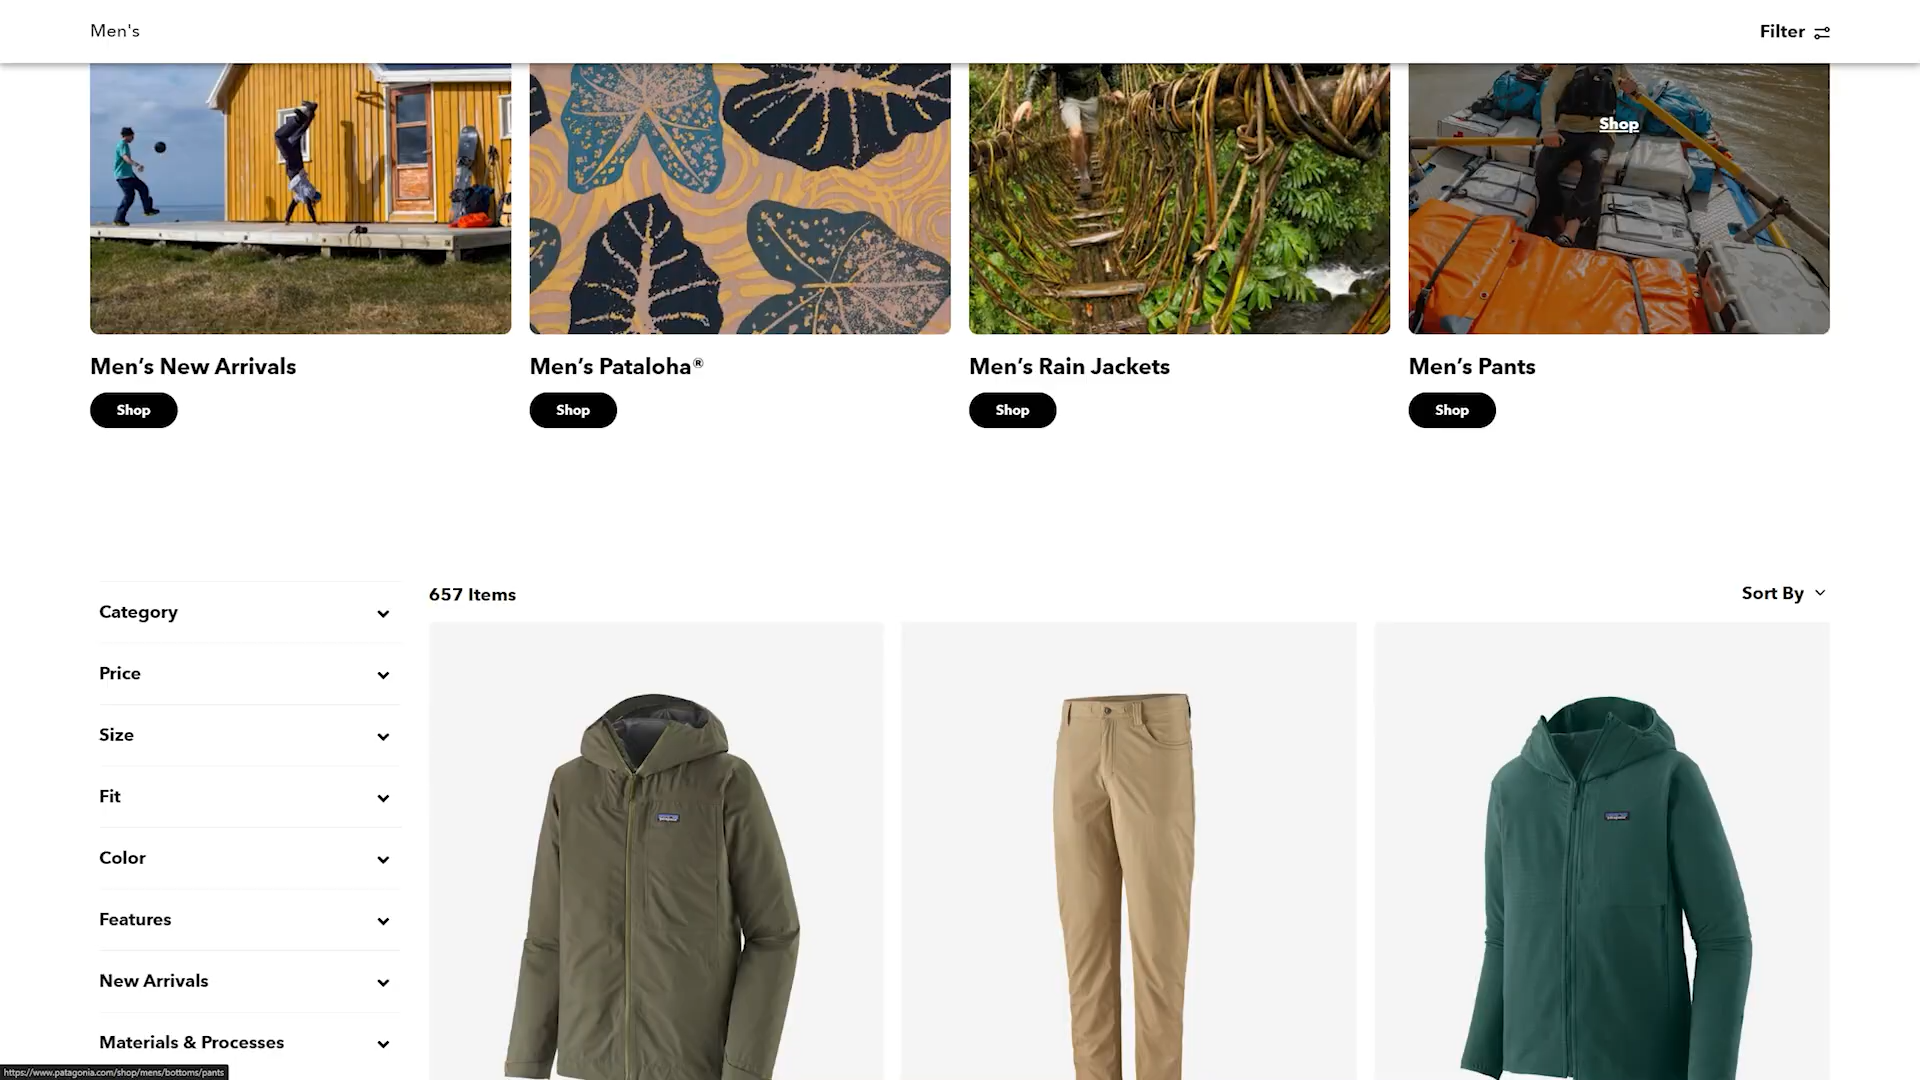 Men's
Filter
Shop
Men's New Arrivals
Men's Pataloha®
Men's Rain Jackets
Men's Pants
Shop
Shop
Shop
Shop
657 Items
Sort By
Category
Price
Size
Fit
Color
Features
New Arrivals
Materials & Processes
patagonia
patagonia
https://www.patagonia.com/shop/mens/bottoms/pants